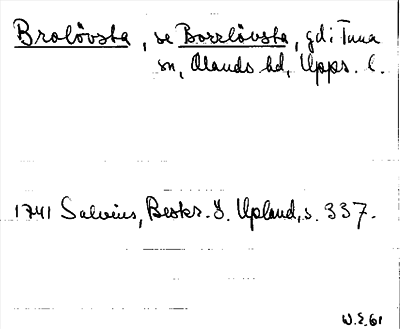 Brolövsta, se Borrlövsta, gd i Tuna
sn, Olands hd, Upps. l.
1741 Salvius, Beskr. ö. Upland, s. 337.
W.E. 61